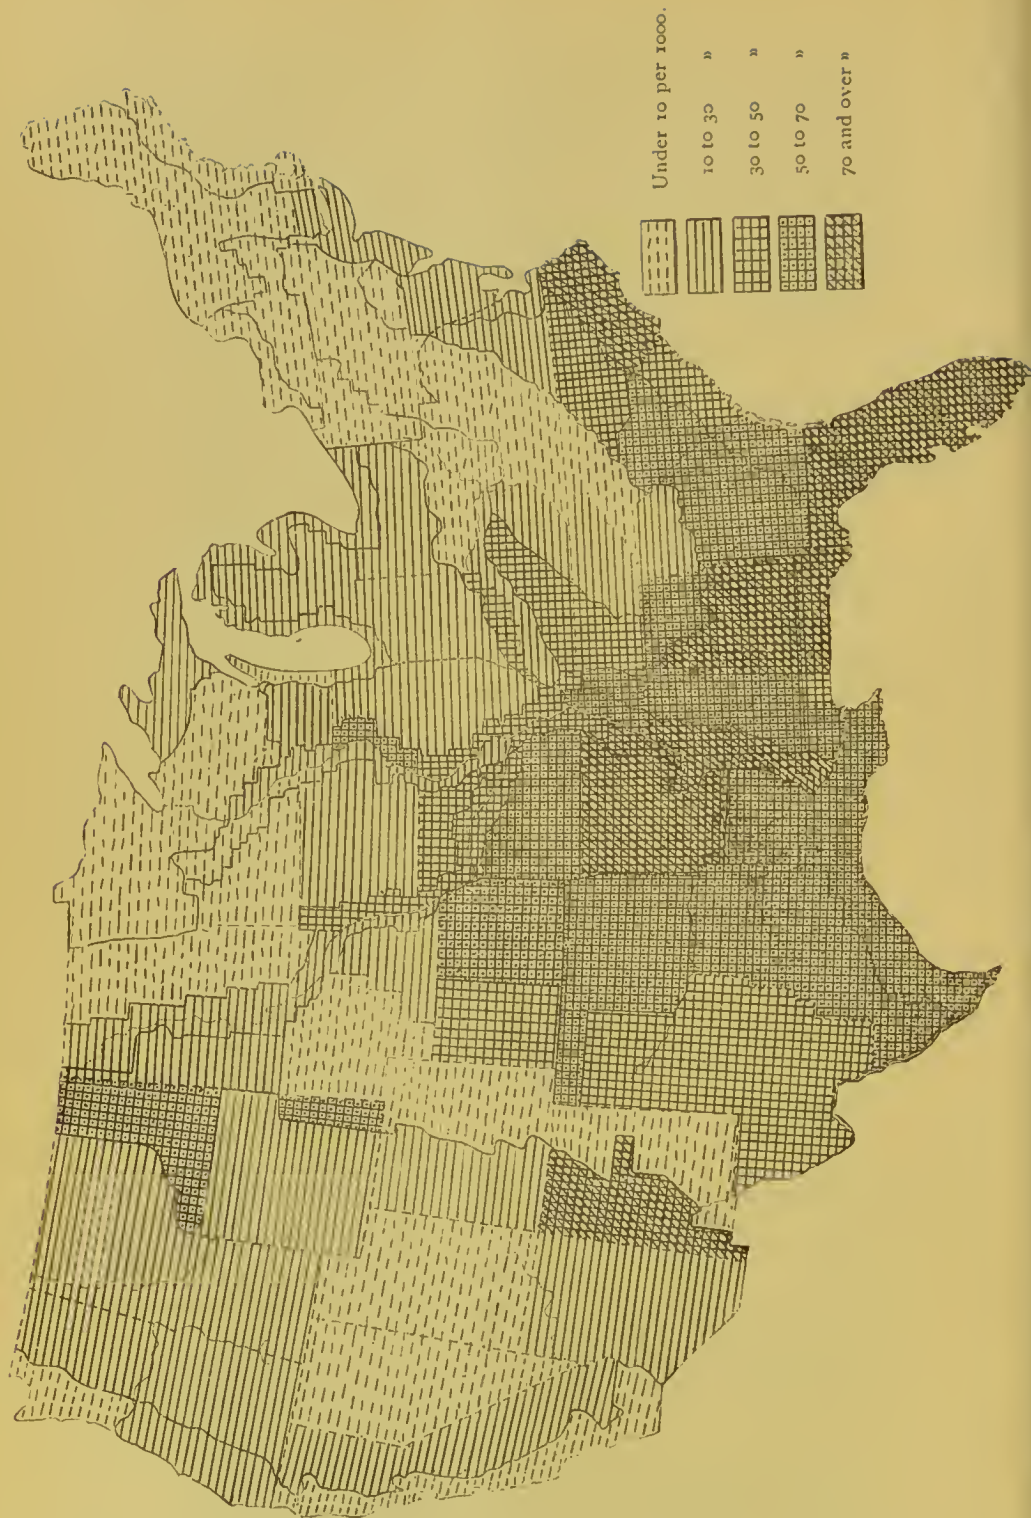 Under 10 per 1000.
10 to 30 »
30 to 50 »
50 to 70 »
70 and over »